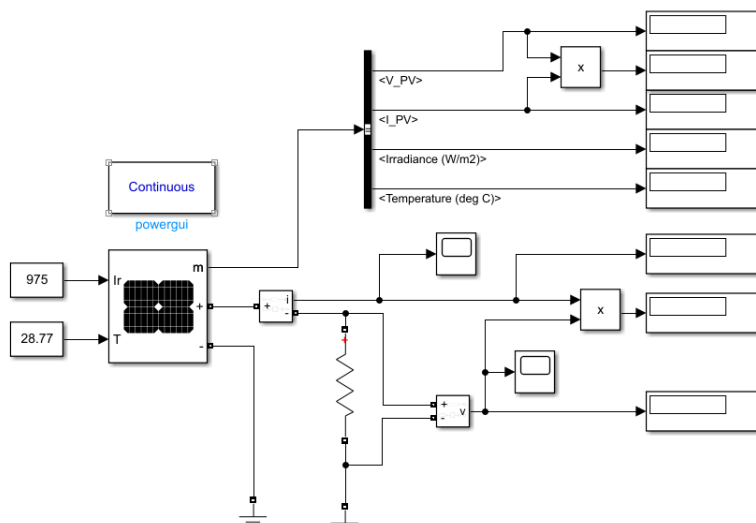 x
<V_PV>
<I_PV>
<Irradiance (W/m2)>
<Temperature (deg C)>
Continuous
powergui
m
975
Ir
+
i
+
-
x
28.77
T
-
+
+
-
v